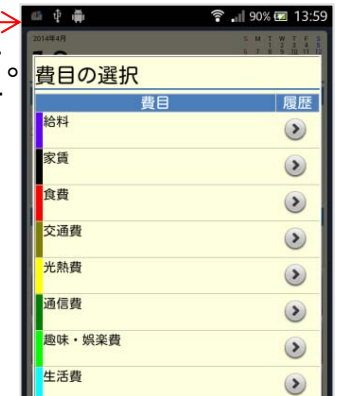 90% 13:59
2014年4月
S M T W T F S
。
費目の選択
費目 履歴
給料
家賃
食費
交通費
光熱費
通信費
趣味・娯楽費
生活費